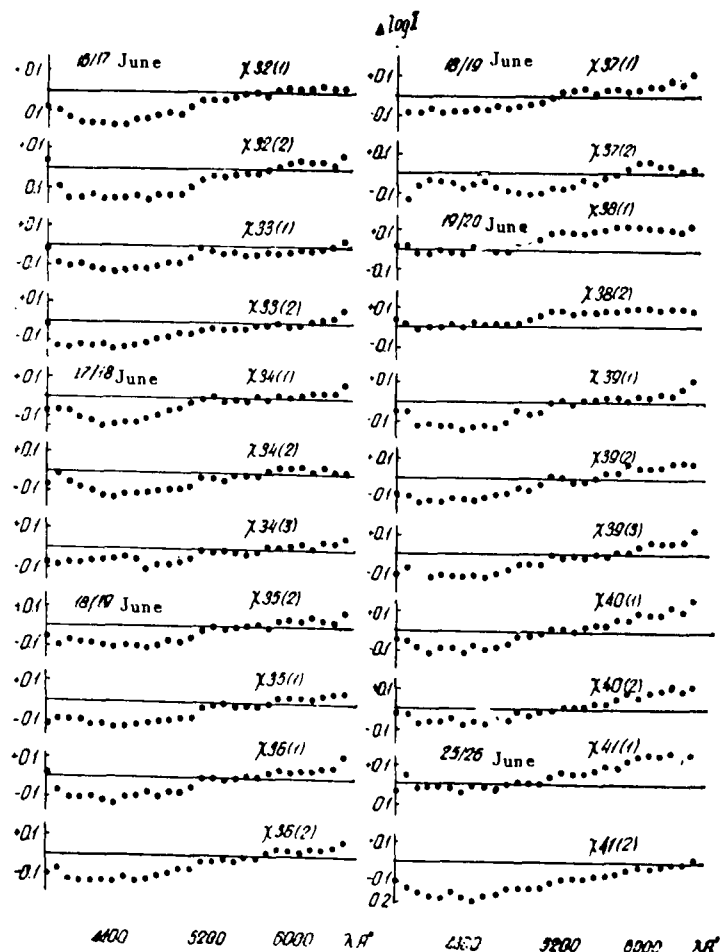 Δ logI
+0.1 16/17 June χ32(1)
0.1
+0.1 χ32(2)
0.1
+0.1 χ33(1)
-0.1
+0.1 χ33(2)
-0.1
+0.1 17/18 June χ34(1)
-0.1
+0.1 χ34(2)
-0.1
+0.1 χ34(3)
-0.1
+0.1 18/19 June χ35(2)
-0.1
χ35(1)
-0.1
+0.1 χ36(1)
-0.1
+0.1 χ36(2)
-0.1
4400 5200 6000 λA°
+0.1 18/19 June χ37(1)
-0.1
+0.1 χ37(2)
-0.1
+0.1 19/20 June χ38(1)
-0.1
+0.1 χ38(2)
-0.1
+0.1 χ39(1)
-0.1
+0.1 χ39(2)
-0.1
+0.1 χ39(3)
-0.1
+0.1 χ40(1)
-0.1
+0.1 χ40(2)
-0.1
+0.1 25/26 June χ41(1)
0.1
+0.1 χ41(2)
-0.1
0.2
5200 6000 λA°